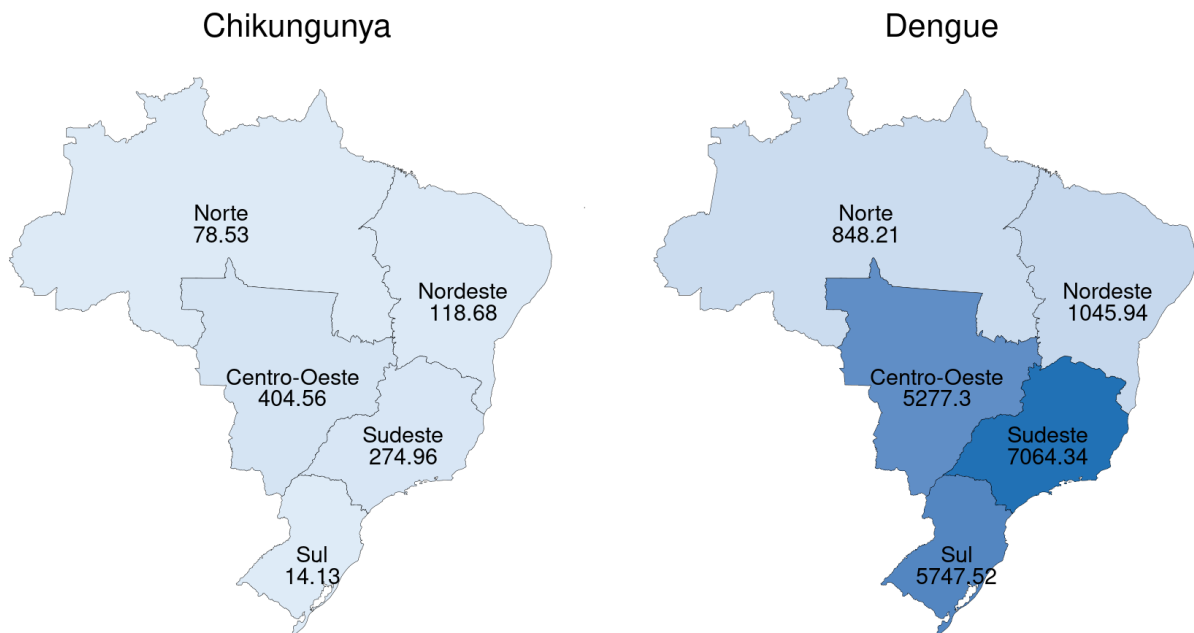 Chikungunya
Norte
78.53
Nordeste
118.68
Centro-Oeste
404.56
Sudeste
274.96
Sul
14.13
Dengue
Norte
848.21
Nordeste
1045.94
Centro-Oeste
5277.3
Sudeste
7064.34
Sul
5747.52